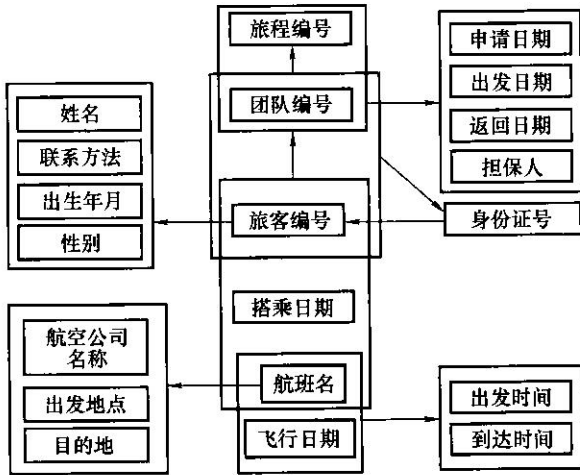 旅程编号
团队编号
申请日期
出发日期
返回日期
担保人
姓名
联系方法
出生年月
性别
旅客编号
身份证号
搭乘日期
航空公司
名称
出发地点
目的地
航班名
飞行日期
出发时间
到达时间